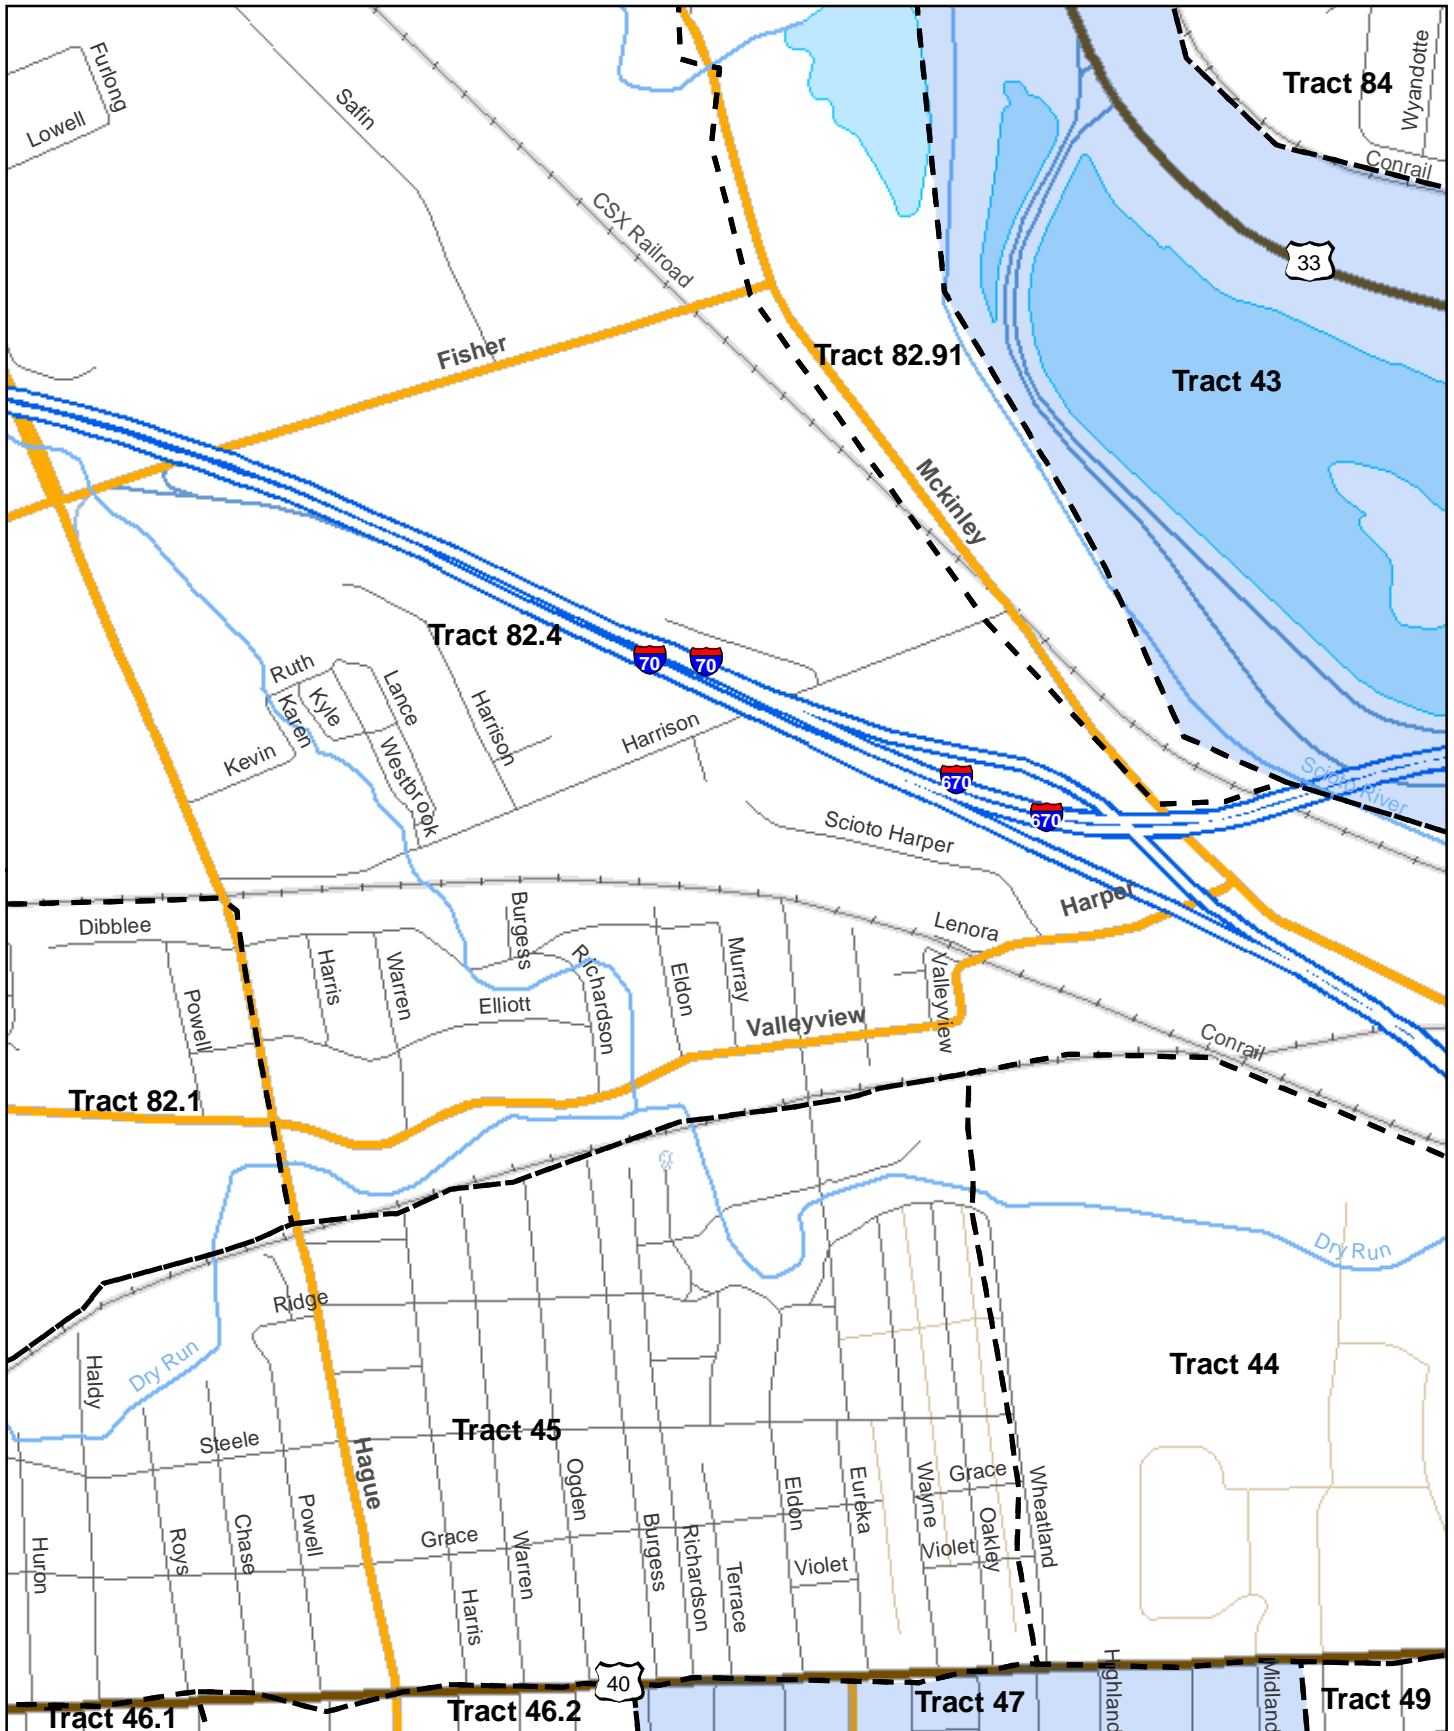 Furlong
Lowell
Safin
CSX Railroad
Tract 84
Wyandotte
Conrail
33
Fisher
Tract 82.91
Tract 43
Mckinley
Tract 82.4
70
70
Ruth
Kyle
Karen
Lance
Kevin
Westbrook
Harrison
Harrison
670
670
Scioto River
Scioto Harper
Harper
Lenora
Dibblee
Burgess
Harris
Warren
Richardson
Eldon
Murray
Valleyview
Powell
Elliott
Valleyview
Conrail
Tract 82.1
Dry Run
Ridge
Haldy
Dry Run
Tract 44
Tract 45
Steele
Hague
Ogden
Eldon
Eureka
Wayne
Grace
Wheatland
Huron
Roys
Chase
Powell
Grace
Warren
Burgess
Richardson
Terrace
Violet
Violet
Oakley
Harris
Highland
Midland
40
Tract 46.1
Tract 46.2
Tract 47
Tract 49